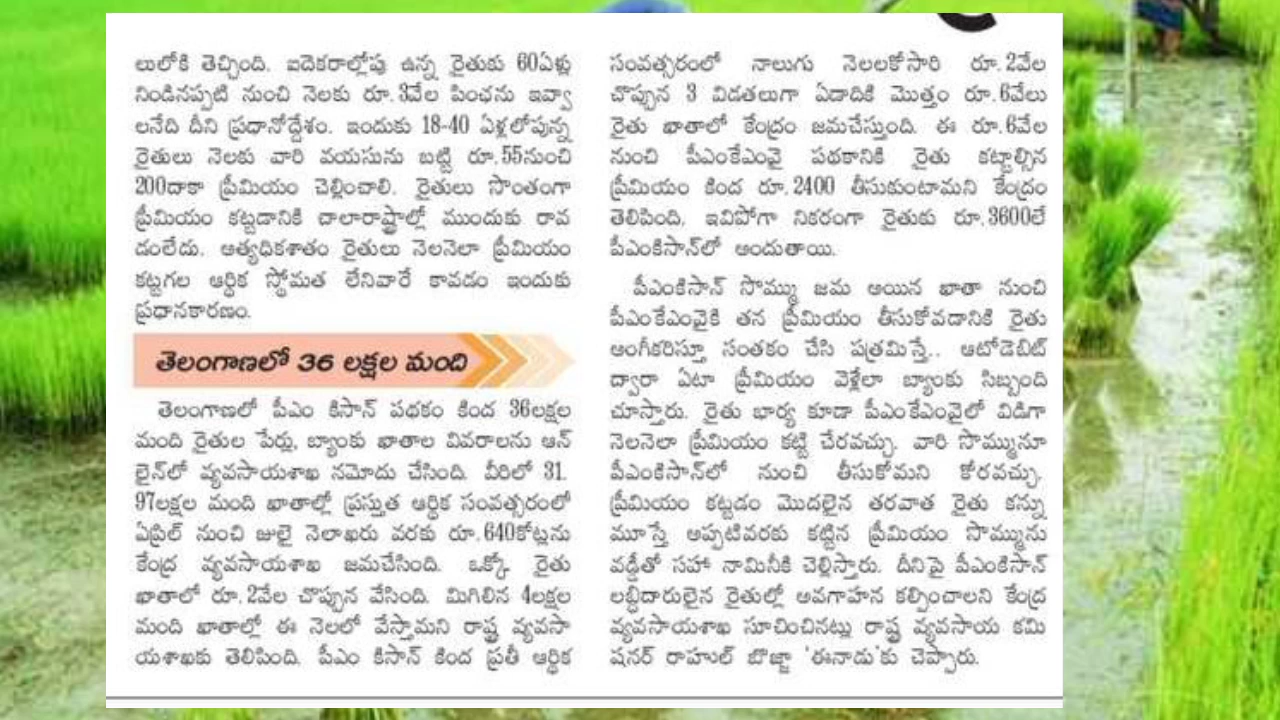 లులోకి తెచ్చింది. ఐదెకరాల్లోపు ఉన్న రైతుకు 60ఏళ్లు
నిండినప్పటి నుంచి నెలకు రూ.3వేల పింఛను ఇవ్వా
లనేది దీని ప్రధానోద్దేశం. ఇందుకు 18-40 ఏళ్లలోపున్న
రైతులు నెలకు వారి వయసును బట్టి రూ.55నుంచి
200దాకా ప్రీమియం చెల్లించాలి. రైతులు సొంతంగా
ప్రీమియం కట్టడానికి చాలారాష్ట్రాల్లో ముందుకు రావ
డంలేదు. అత్యధికశాతం రైతులు నెలనెలా ప్రీమియం
కట్టగల ఆర్థిక స్థోమత లేనివారే కావడం ఇందుకు
ప్రధానకారణం.
తెలంగాణలో 36 లక్షల మంది
తెలంగాణలో పీఎం కిసాన్ పథకం కింద 36లక్షల
మంది రైతుల పేర్లు, బ్యాంకు ఖాతాల వివరాలను ఆన్
లైన్‌లో వ్యవసాయశాఖ నమోదు చేసింది. వీరిలో 31.
97లక్షల మంది ఖాతాల్లో ప్రస్తుత ఆర్థిక సంవత్సరంలో
ఏప్రిల్ నుంచి జులై నెలాఖరు వరకు రూ.640కోట్లను
కేంద్ర వ్యవసాయశాఖ జమచేసింది. ఒక్కో రైతు
ఖాతాలో రూ.2వేల చొప్పున వేసింది. మిగిలిన 4లక్షల
మంది ఖాతాల్లో ఈ నెలలో వేస్తామని రాష్ట్ర వ్యవసా
యశాఖకు తెలిపింది. పీఎం కిసాన్ కింద ప్రతీ ఆర్థిక
సంవత్సరంలో నాలుగు నెలలకోసారి రూ.2వేల
చొప్పున 3 విడతలుగా ఏడాదికి మొత్తం రూ.6వేలు
రైతు ఖాతాలో కేంద్రం జమచేస్తుంది. ఈ రూ.6వేల
నుంచి పీఎంకేఎంవై పథకానికి రైతు కట్టాల్సిన
ప్రీమియం కింద రూ.2400 తీసుకుంటామని కేంద్రం
తెలిపింది. ఇవిపోగా నికరంగా రైతుకు రూ.3600లే
పీఎంకిసాన్‌లో అందుతాయి.
పీఎంకిసాన్ సొమ్ము జమ అయిన ఖాతా నుంచి
పీఎంకేఎంవైకి తన ప్రీమియం తీసుకోవడానికి రైతు
అంగీకరిస్తూ సంతకం చేసి పత్రమిస్తే.. ఆటోడెబిట్
ద్వారా ఏటా ప్రీమియం వెళ్లేలా బ్యాంకు సిబ్బంది
చూస్తారు. రైతు భార్య కూడా పీఎంకేఎంవైలో విడిగా
నెలనెలా ప్రీమియం కట్టి చేరవచ్చు. వారి సొమ్మునూ
పీఎంకిసాన్‌లో నుంచి తీసుకోమని కోరవచ్చు.
ప్రీమియం కట్టడం మొదలైన తరవాత రైతు కన్ను
మూస్తే అప్పటివరకు కట్టిన ప్రీమియం సొమ్మును
వడ్డీతో సహా నామినీకి చెల్లిస్తారు. దీనిపై పీఎంకిసాన్
లబ్ధిదారులైన రైతుల్లో అవగాహన కల్పించాలని కేంద్ర
వ్యవసాయశాఖ సూచించినట్లు రాష్ట్ర వ్యవసాయ కమి
షనర్ రాహుల్ బొజ్జా 'ఈనాడు'కు చెప్పారు.